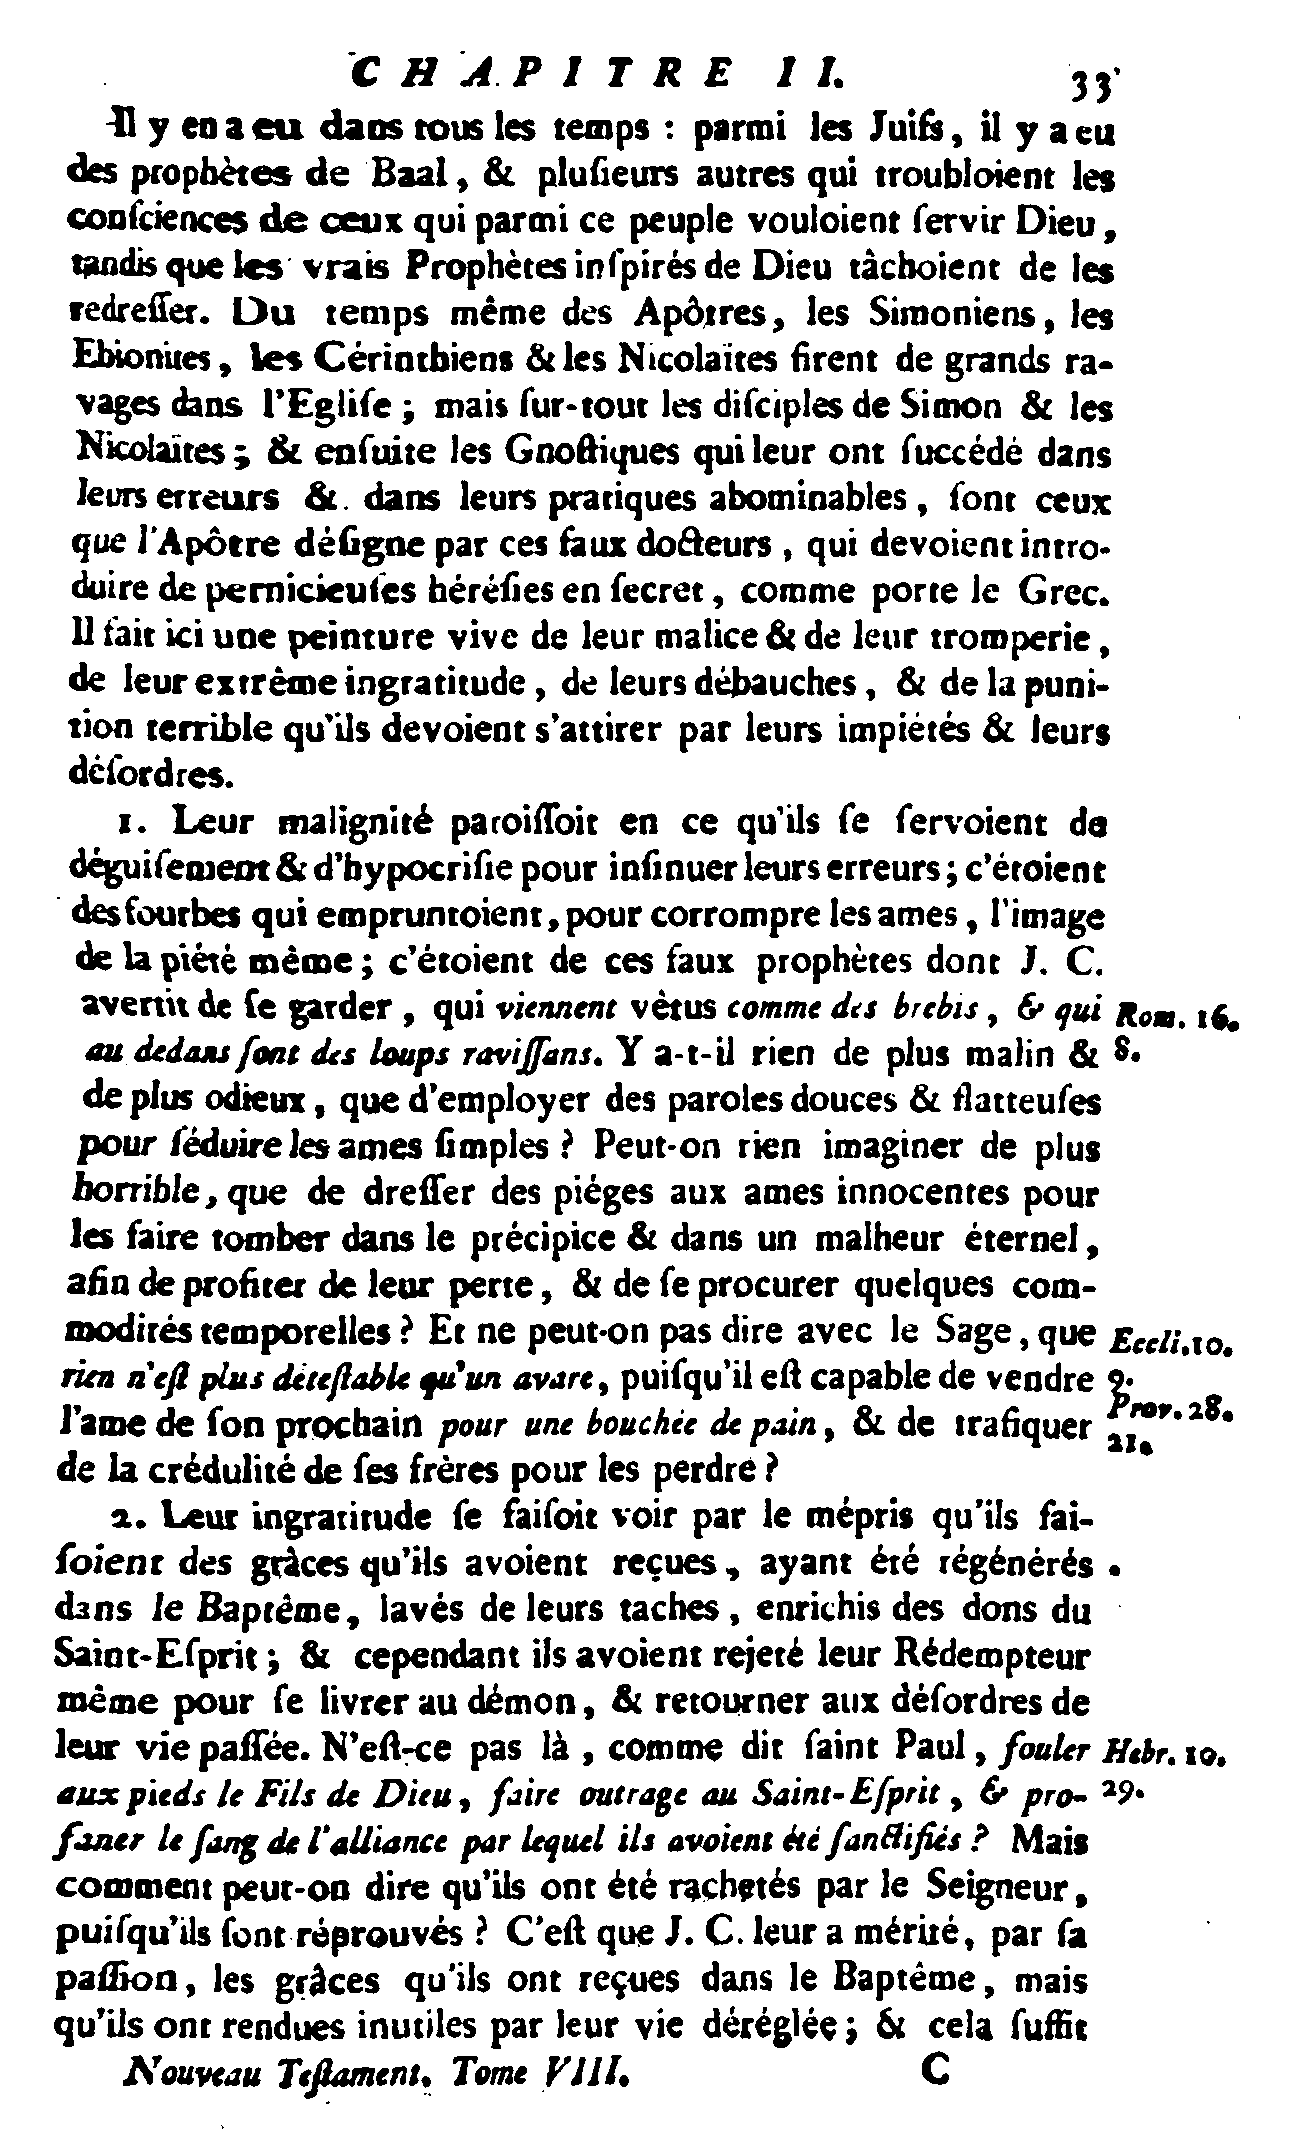 CHAPITRE II. 33
Il y en a eu dans tous les temps : parmi les Juifs, il y a eu
des prophètes de Baal, & pluſieurs autres qui troubloient les
conſciences de ceux qui parmi ce peuple vouloient ſervir Dieu,
tandis que les vrais Prophètes inſpirés de Dieu tâchoient de les
redreſſer. Du temps même des Apôtres, les Simoniens, les
Ebionites, les Cérinthiens & les Nicolaïtes firent de grands ra-
vages dans l'Egliſe ; mais ſur-tout les diſciples de Simon & les
Nicolaïtes ; & enſuite les Gnoſtiques qui leur ont ſuccédé dans
leurs erreurs & dans leurs pratiques abominables, ſont ceux
que l'Apôtre déſigne par ces faux docteurs, qui devoient intro-
duire de pernicieuſes héréſies en ſecret, comme porte le Grec.
Il fait ici une peinture vive de leur malice & de leur tromperie,
de leur extrême ingratitude, de leurs débauches, & de la puni-
tion terrible qu'ils devoient s'attirer par leurs impiétés & leurs
déſordres.
1. Leur malignité paroiſſoit en ce qu'ils ſe ſervoient de
déguiſement & d'hypocriſie pour inſinuer leurs erreurs ; c'étoient
des fourbes qui empruntoient, pour corrompre les ames, l'image
de la piété même ; c'étoient de ces faux prophètes dont J. C.
avertit de ſe garder, qui viennent vêtus comme des brebis, & qui Rom. 16.
au dedans ſont des loups raviſſans. Y a-t-il rien de plus malin & 8.
de plus odieux, que d'employer des paroles douces & flatteuſes
pour ſéduire les ames ſimples ? Peut-on rien imaginer de plus
horrible, que de dreſſer des piéges aux ames innocentes pour
les faire tomber dans le précipice & dans un malheur éternel,
afin de profiter de leur perte, & de ſe procurer quelques com-
modités temporelles ? Et ne peut-on pas dire avec le Sage, que Eccli. 10.
rien n'eſt plus déteſtable qu'un avare, puiſqu'il eſt capable de vendre 9.
l'ame de ſon prochain pour une bouchée de pain, & de trafiquer Prov. 28.
21.
de la crédulité de ſes frères pour les perdre ?
2. Leur ingratitude ſe faiſoit voir par le mépris qu'ils fai-
ſoient des grâces qu'ils avoient reçues, ayant été régénérés
dans le Baptême, lavés de leurs taches, enrichis des dons du
Saint-Eſprit ; & cependant ils avoient rejeté leur Rédempteur
même pour ſe livrer au démon, & retourner aux déſordres de
leur vie paſſée. N'eſt-ce pas là, comme dit ſaint Paul, fouler Hebr. 10.
aux pieds le Fils de Dieu, faire outrage au Saint-Eſprit, & pro- 29.
faner le ſang de l'alliance par lequel ils avoient été ſanctifiés ? Mais
comment peut-on dire qu'ils ont été rachetés par le Seigneur,
puiſqu'ils ſont réprouvés ? C'eſt que J. C. leur a mérité, par ſa
paſſion, les grâces qu'ils ont reçues dans le Baptême, mais
qu'ils ont rendues inutiles par leur vie déréglée ; & cela ſuffit
Nouveau Teſtament. Tome VIII. C